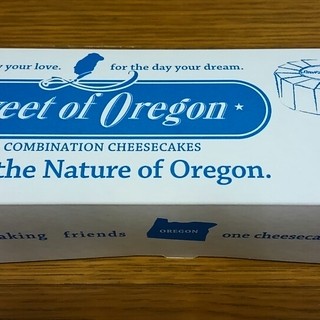 your love. for the day your dream.
eet of Oregon
COMBINATION CHEESECAKES
the Nature of Oregon.
aking friends OREGON one cheeseca